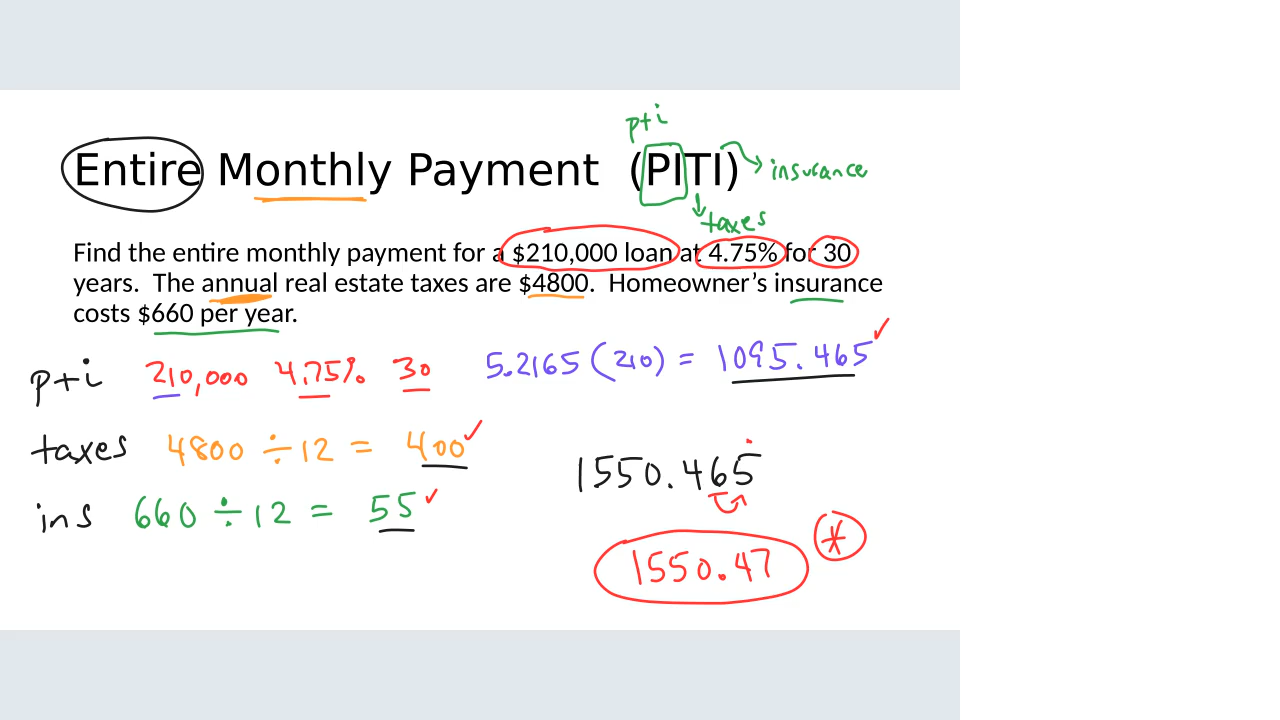 p+i
Entire Monthly Payment (PITI) → insurance
↓ taxes
Find the entire monthly payment for a $210,000 loan at 4.75% for 30
years. The annual real estate taxes are $4800. Homeowner’s insurance
costs $660 per year.
p+i 210,000 4.75% 30 5.2165 (210) = 1095.465 ✓
taxes 4800 ÷ 12 = 400 ✓
1550.465
ins 660 ÷ 12 = 55 ✓
1550.47 *